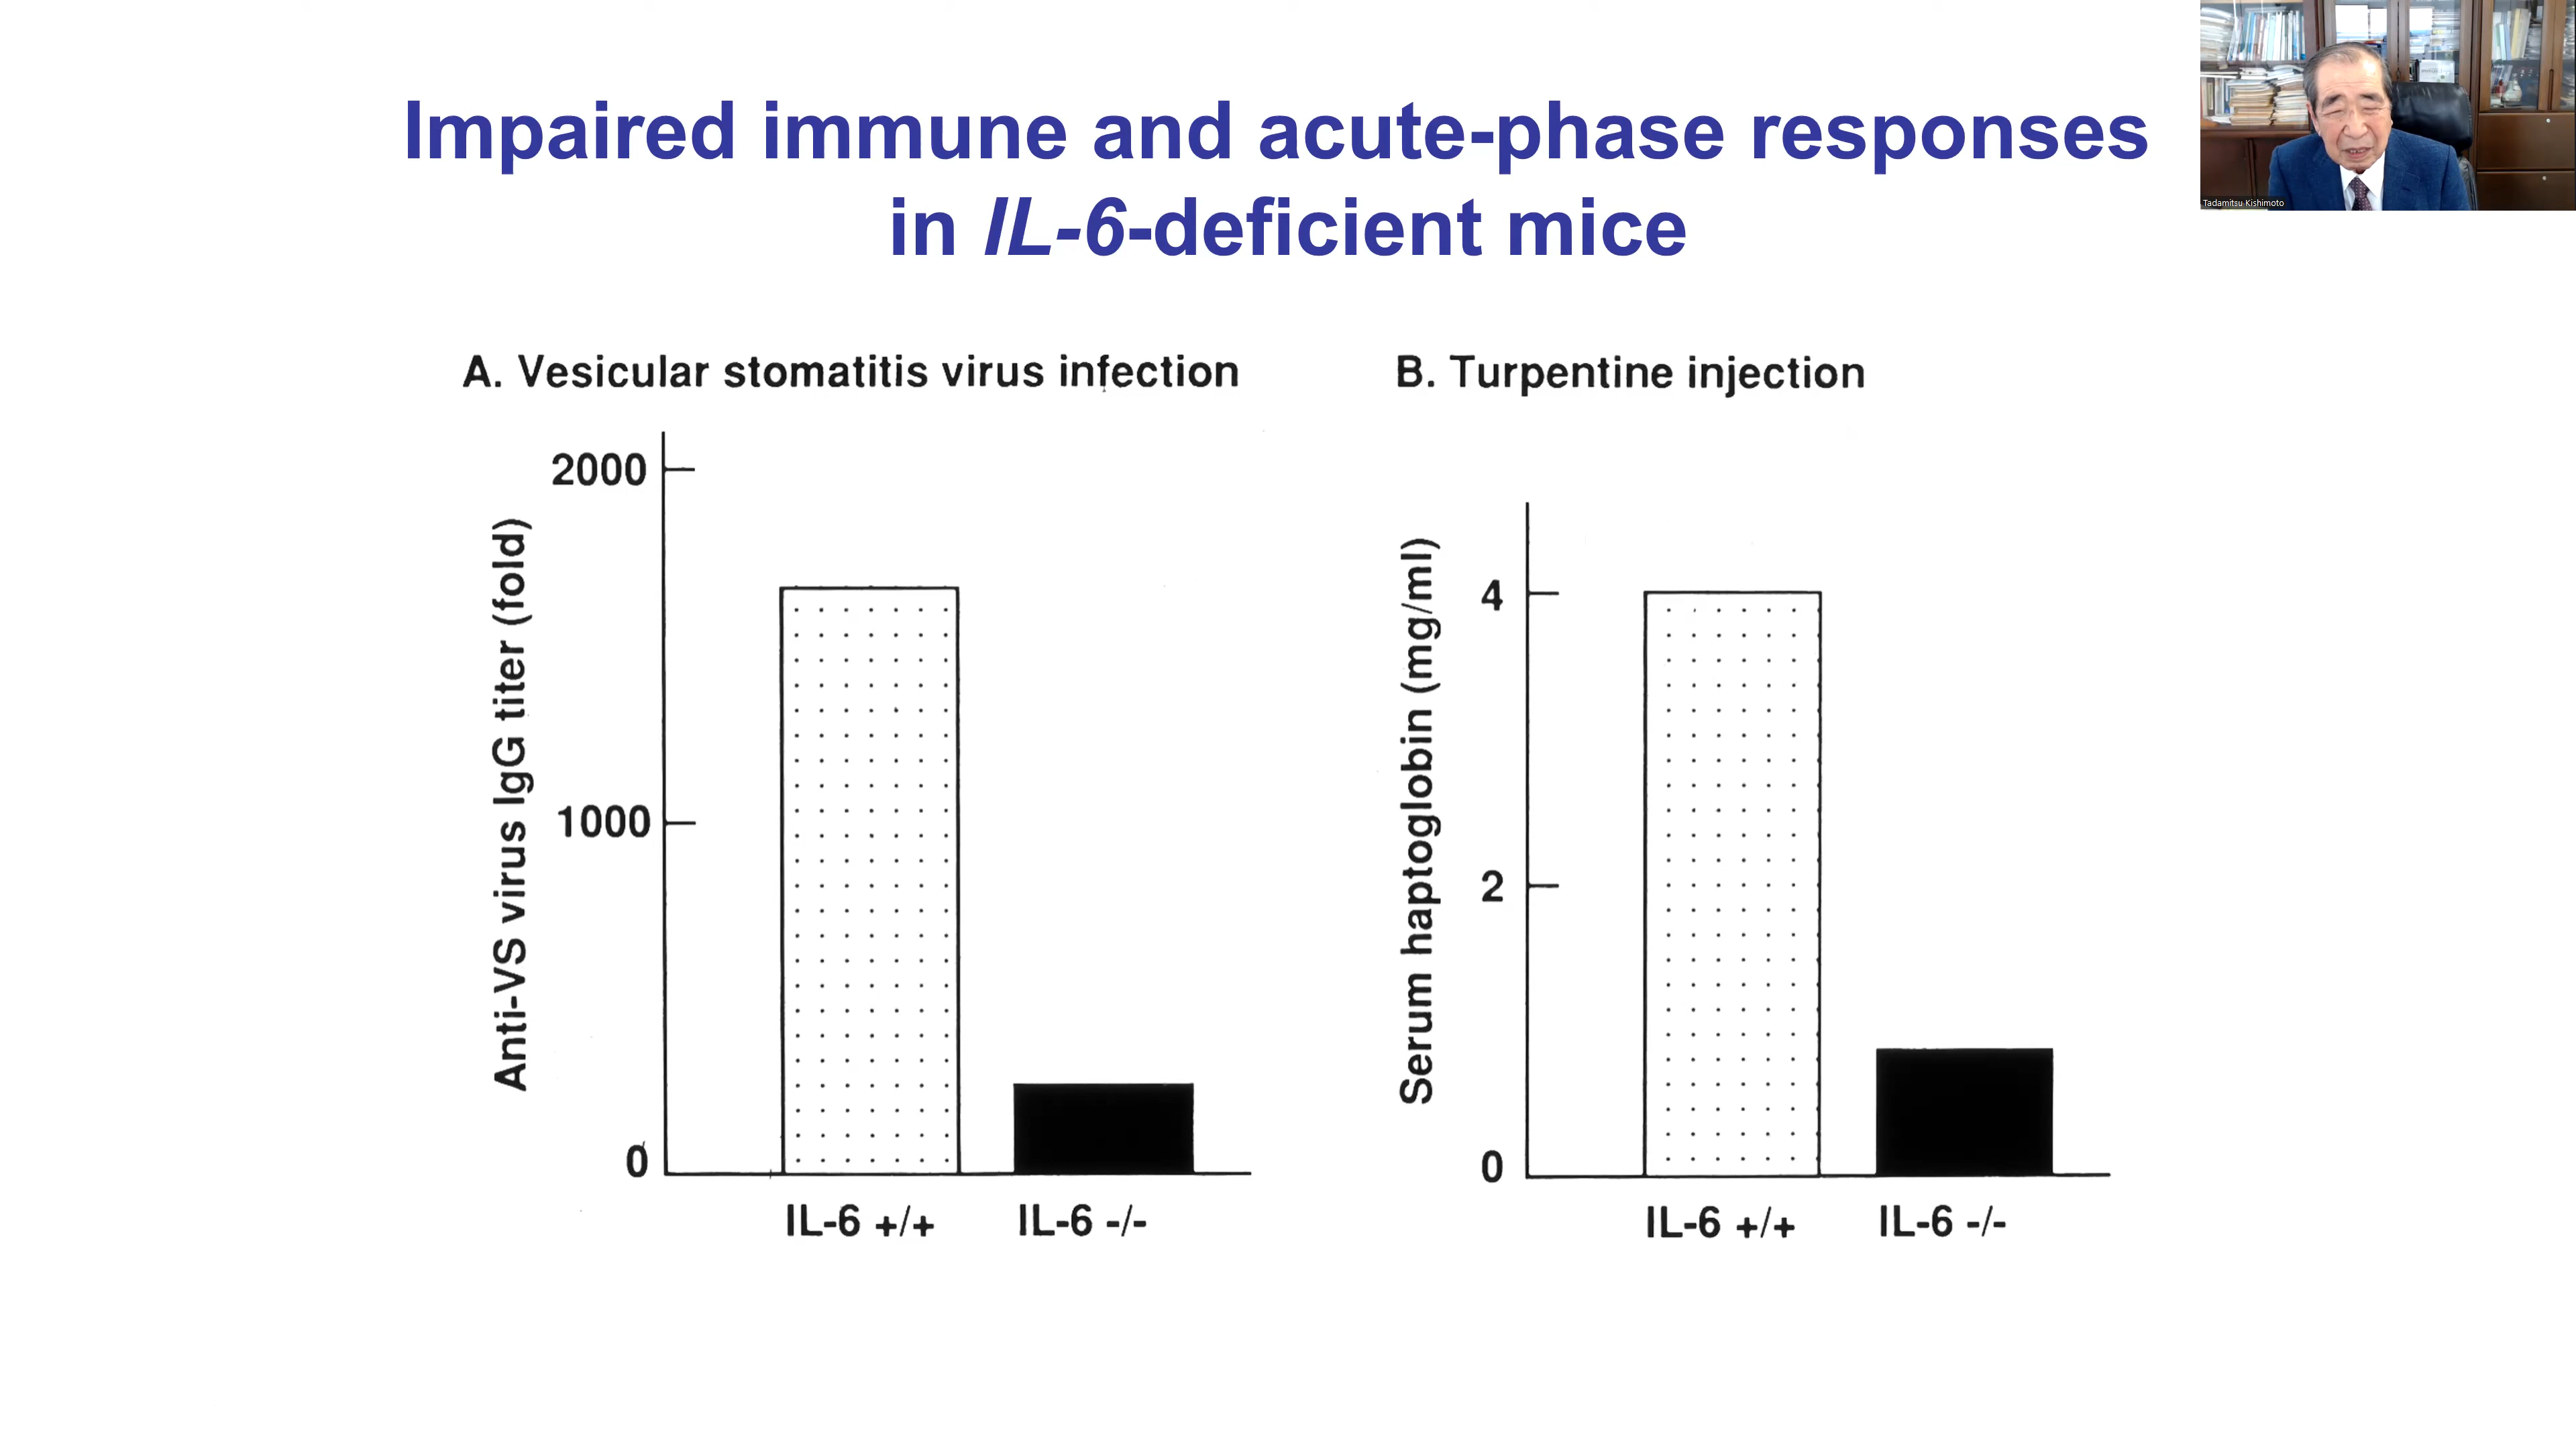 Impaired immune and acute-phase responses
in IL-6-deficient mice
Tadamitsu Kishimoto
A. Vesicular stomatitis virus infection
Anti-VS virus IgG titer (fold)
2000
1000
0
IL-6 +/+
IL-6 -/-
B. Turpentine injection
Serum haptoglobin (mg/ml)
4
2
0
IL-6 +/+
IL-6 -/-